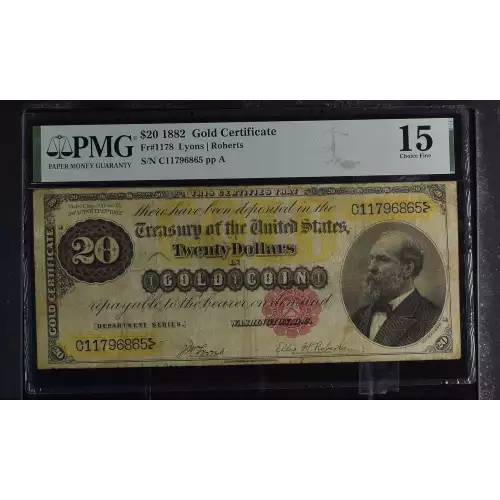 PMG
PAPER MONEY GUARANTY
$20 1882 Gold Certificate
Fr#1178 Lyons | Roberts
S/N C11796865 pp A
15
Choice Fine
THIS CERTIFIES THAT
there have been deposited in the
C11796865
Treasury of the United States,
Twenty Dollars
IN
GOLD COIN
repayable to the bearer on demand
20
GOLD CERTIFICATE
DEPARTMENT SERIES.
WASHINGTON, D.C.
C11796865